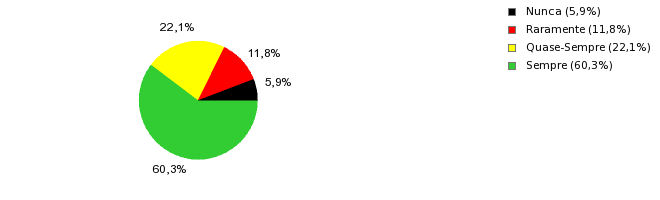 22,1%
11,8%
5,9%
60,3%
Nunca (5,9%)
Raramente (11,8%)
Quase-Sempre (22,1%)
Sempre (60,3%)